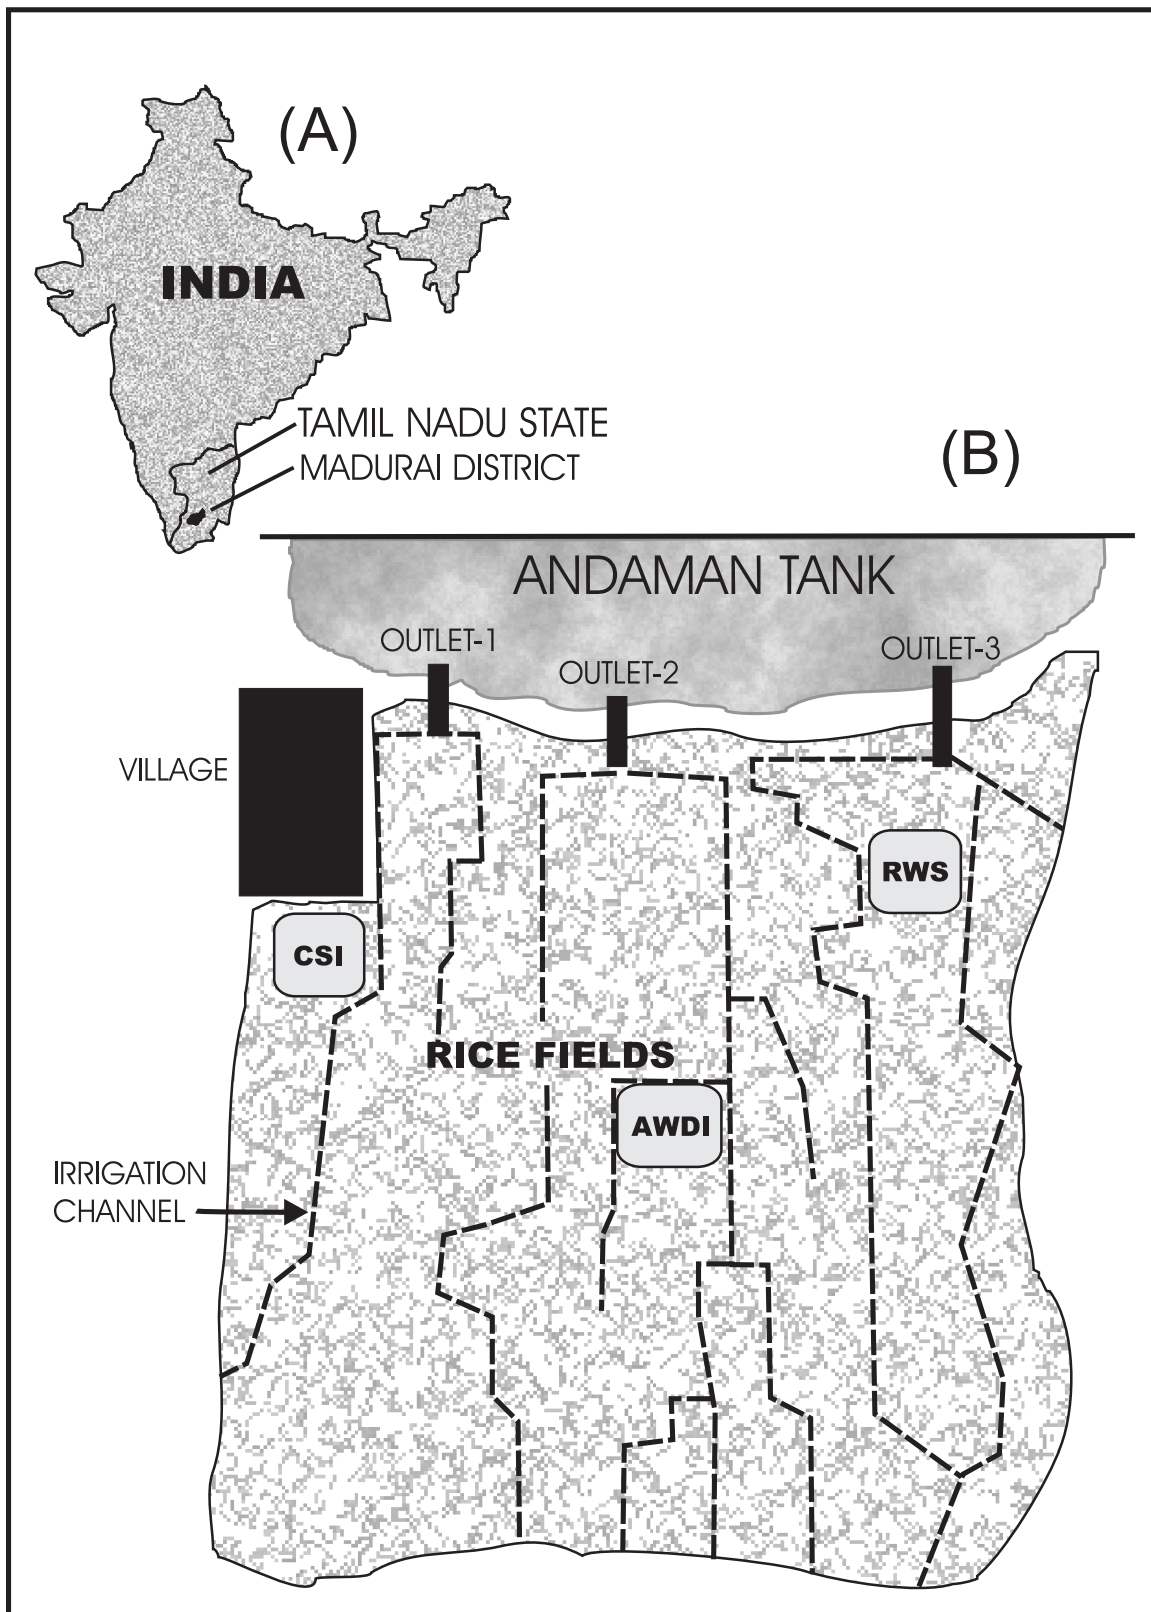 (A)
INDIA
TAMIL NADU STATE
MADURAI DISTRICT
(B)
ANDAMAN TANK
OUTLET-1
OUTLET-2
OUTLET-3
VILLAGE
RWS
CSI
RICE FIELDS
AWDI
IRRIGATION
CHANNEL